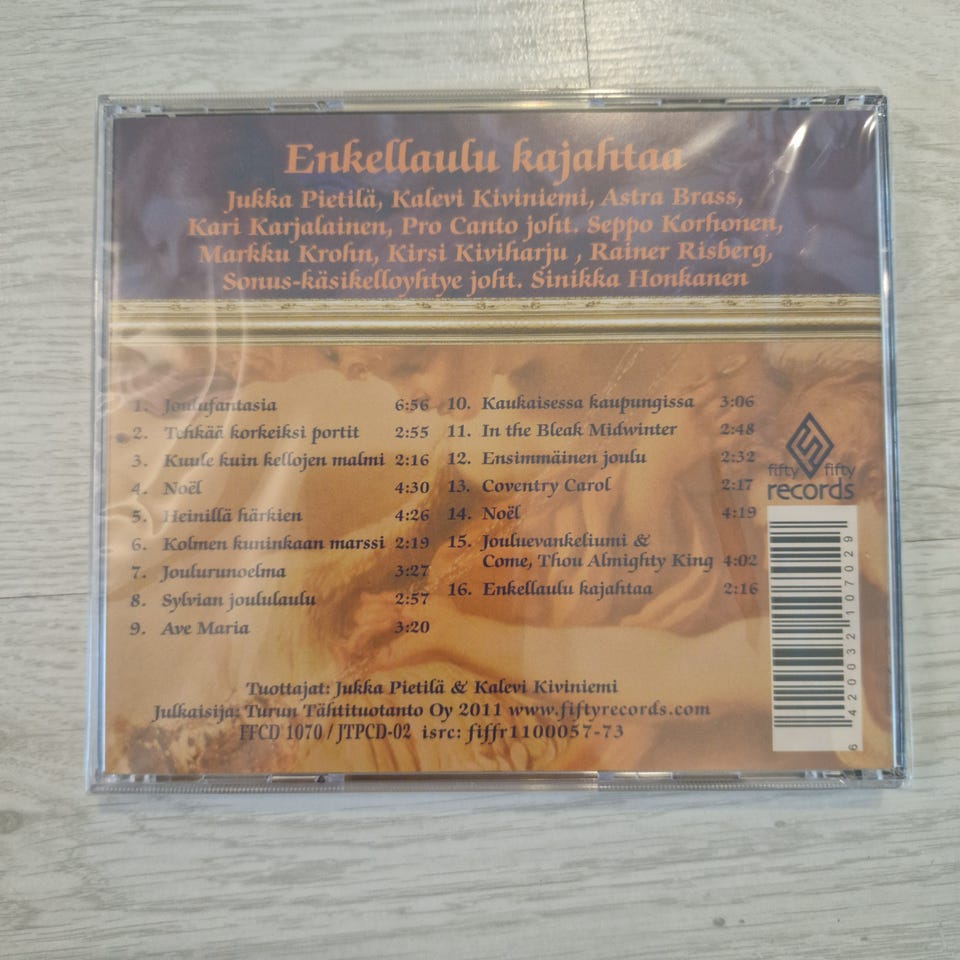 Enkellaulu kajahtaa
Jukka Pietilä, Kalevi Kiviniemi, Astra Brass,
Kari Karjalainen, Pro Canto joht. Seppo Korhonen,
Markku Krohn, Kirsi Kiviharju , Rainer Risberg,
Sonus-käsikelloyhtye joht. Sinikka Honkanen
1. Joulufantasia 6:56
2. Tehkää korkeiksi portit 2:55
3. Kuule kuin kellojen malmi 2:16
4. Noël 4:30
5. Heinillä härkien 4:26
6. Kolmen kuninkaan marssi 2:19
7. Joulurunoelma 3:27
8. Sylvian joululaulu 2:57
9. Ave Maria 3:20
10. Kaukaisessa kaupungissa 3:06
11. In the Bleak Midwinter 2:48
12. Ensimmäinen joulu 2:32
13. Coventry Carol 2:17
14. Noël 4:19
15. Jouluevankeliumi &
Come, Thou Almighty King 4:02
16. Enkellaulu kajahtaa 2:16
fifty fifty
records
6 420032 107029
Tuottajat: Jukka Pietilä & Kalevi Kiviniemi
Julkaisija: Turun Tähtituotanto Oy 2011 www.fiftyrecords.com
FFCD 1070 / JTPCD-02 isrc: fiffr1100057-73